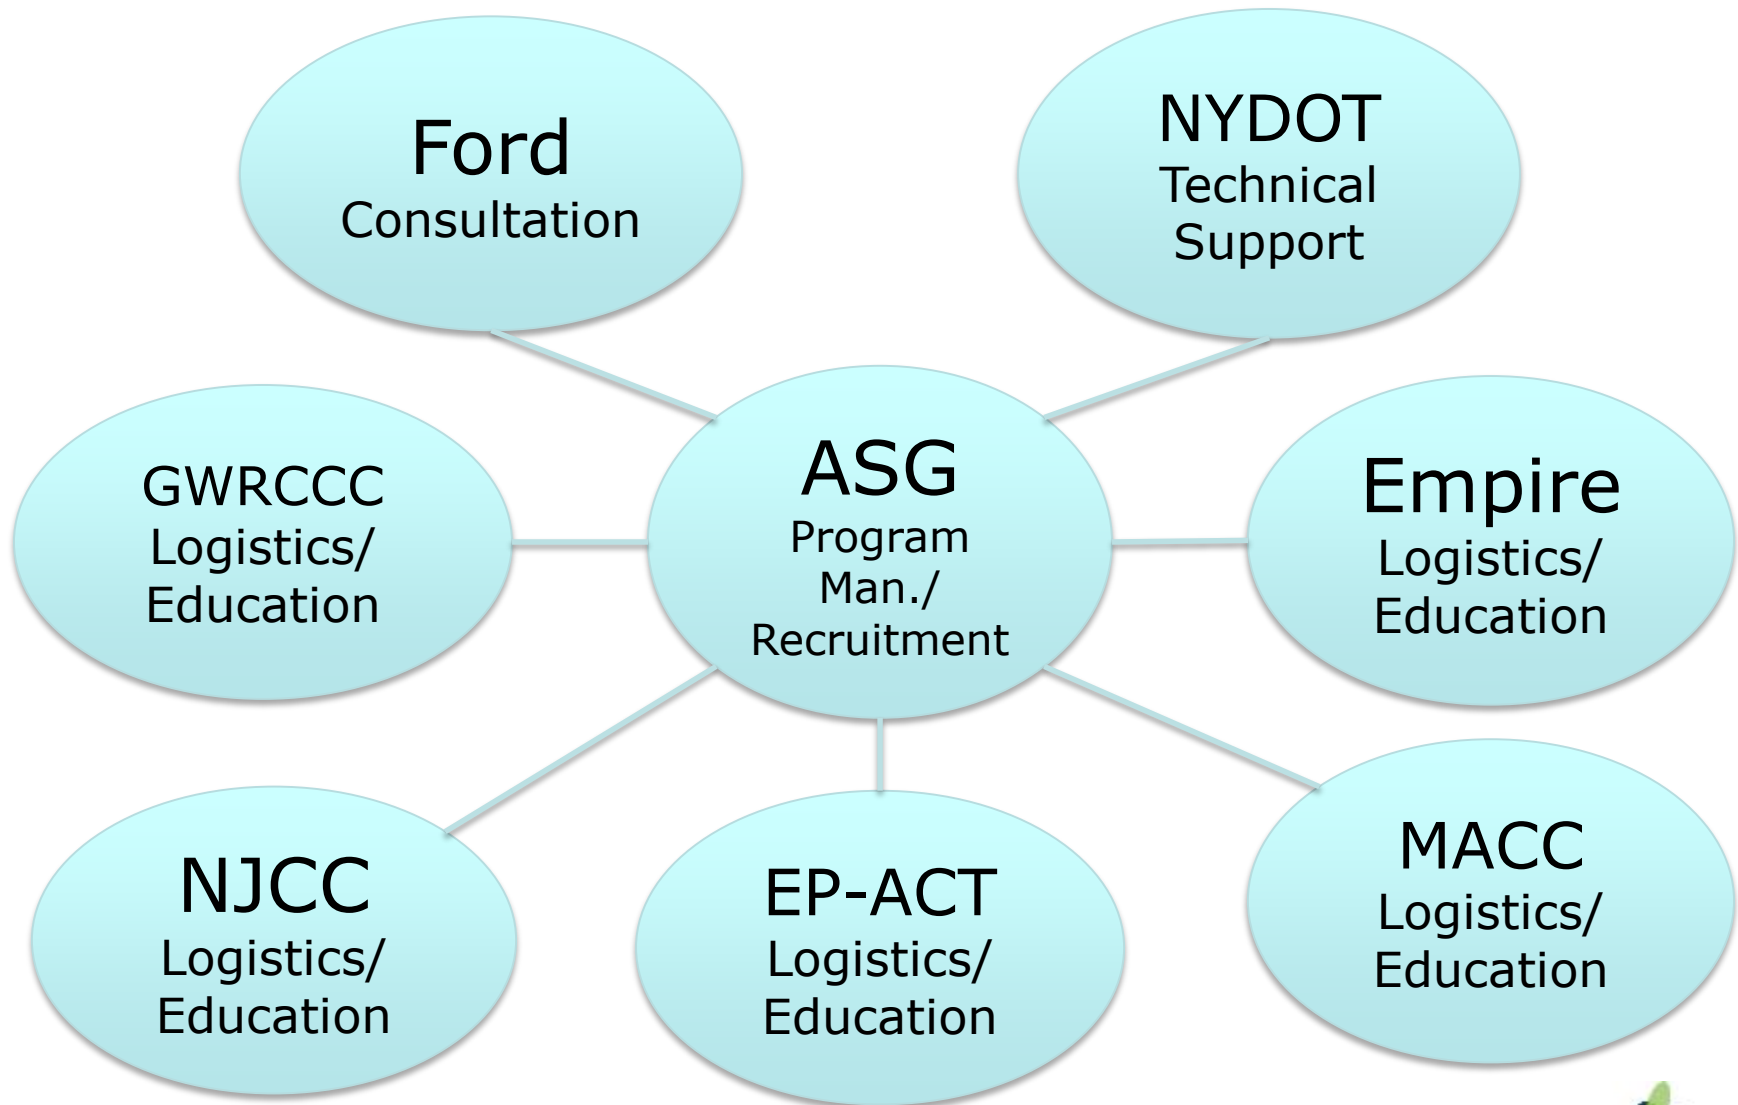 Ford
Consultation
NYDOT
Technical
Support
GWRCCC
Logistics/
Education
ASG
Program
Man./
Recruitment
Empire
Logistics/
Education
NJCC
Logistics/
Education
EP-ACT
Logistics/
Education
MACC
Logistics/
Education